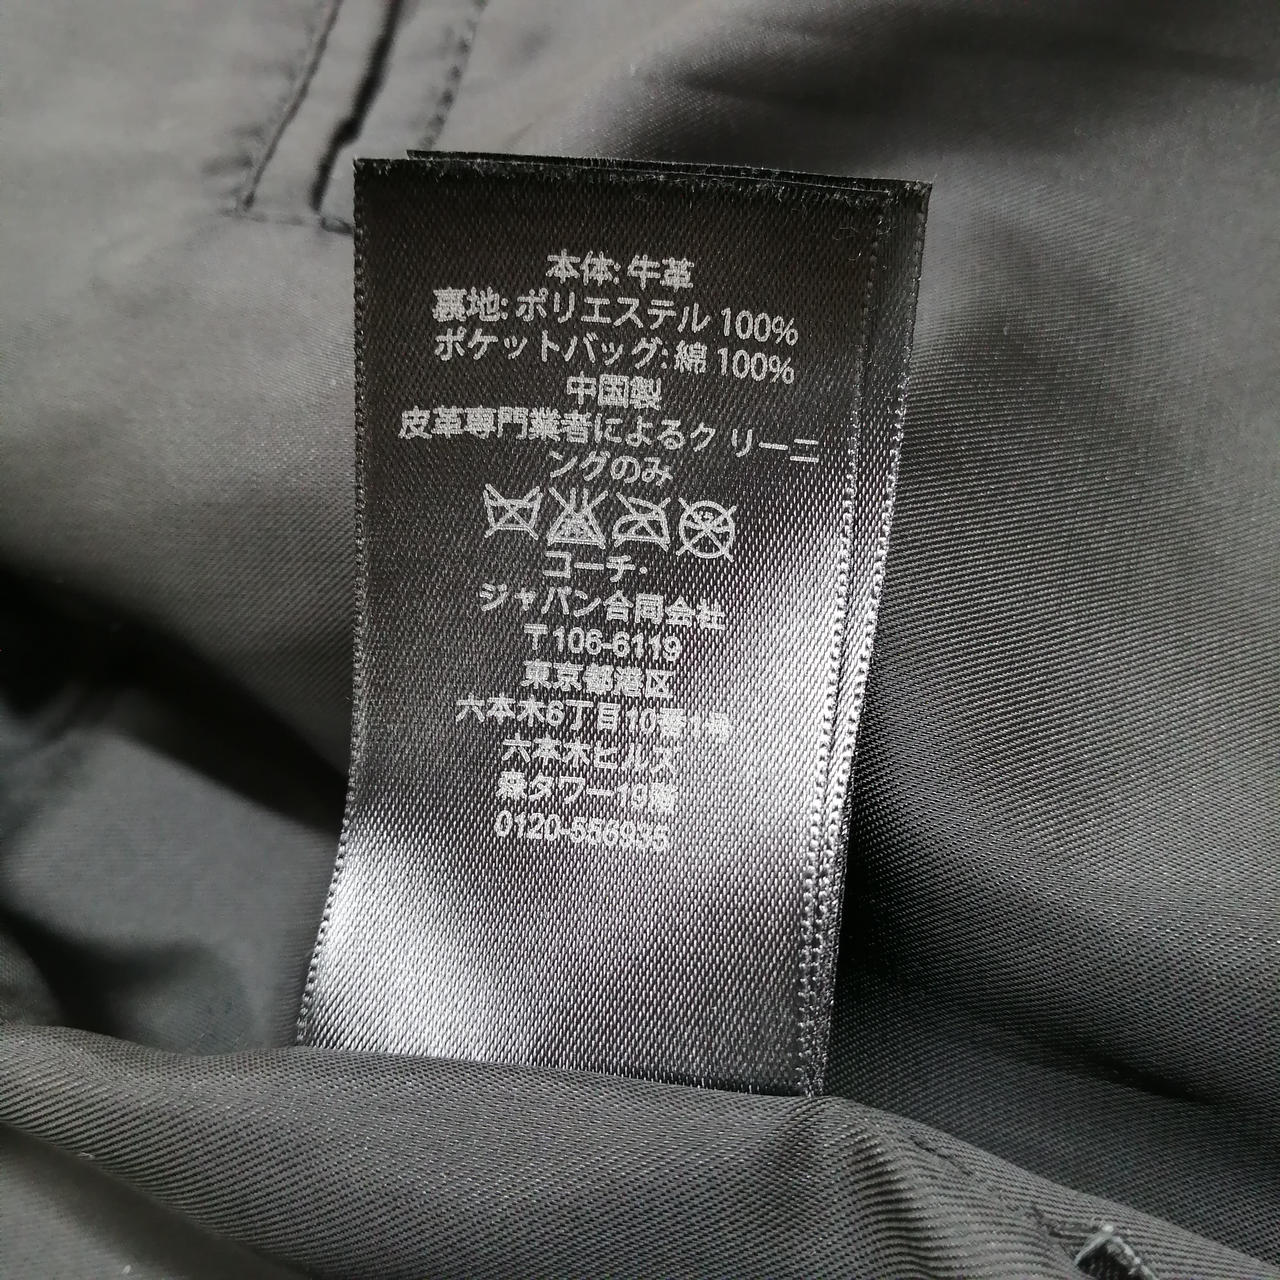 本体: 牛革
裏地: ポリエステル 100%
ポケットバッグ: 綿 100%
中国製
皮革専門業者によるク リーニ
ングのみ
コーチ・
ジャパン合同会社
〒106-6119
東京都港区
六本木6丁目10番1号
六本木ヒルズ
森タワー 19階
0120-556935